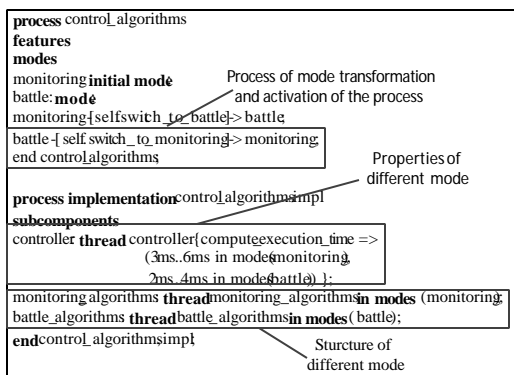 process control_algorithms
features
modes
monitoring: initial mode;
battle: mode;
monitoring-[self.switch_to_battle]-> battle;
battle-[ self.switch_to_monitoring]-> monitoring;
end control_algorithms;
Process of mode transformation
and activation of the process
Properties of
different mode
process implementation control_algorithms.impl
subcomponents
controller: thread controller{compute_execution_time =>
(3ms..6ms in modes(monitoring),
2ms..4ms in modes(battle)) };
monitoring_algorithms: thread monitoring_algorithms in modes (monitoring);
battle_algorithms: thread battle_algorithms in modes ( battle);
end control_algorithms.impl;
Sturcture of
different mode